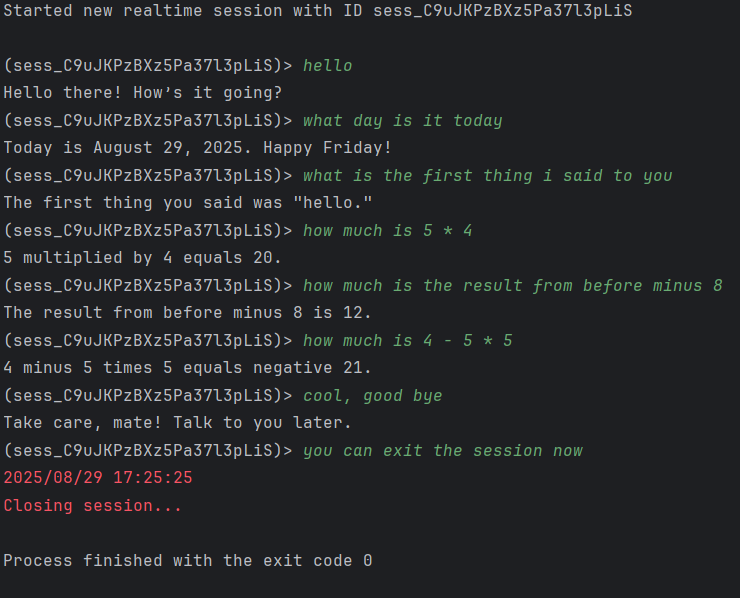 Started new realtime session with ID sess_C9uJKPzBXz5Pa37l3pLiS
(sess_C9uJKPzBXz5Pa37l3pLiS)> hello
Hello there! How's it going?
(sess_C9uJKPzBXz5Pa37l3pLiS)> what day is it today
Today is August 29, 2025. Happy Friday!
(sess_C9uJKPzBXz5Pa37l3pLiS)> what is the first thing i said to you
The first thing you said was "hello."
(sess_C9uJKPzBXz5Pa37l3pLiS)> how much is 5 * 4
5 multiplied by 4 equals 20.
(sess_C9uJKPzBXz5Pa37l3pLiS)> how much is the result from before minus 8
The result from before minus 8 is 12.
(sess_C9uJKPzBXz5Pa37l3pLiS)> how much is 4 - 5 * 5
4 minus 5 times 5 equals negative 21.
(sess_C9uJKPzBXz5Pa37l3pLiS)> cool, good bye
Take care, mate! Talk to you later.
(sess_C9uJKPzBXz5Pa37l3pLiS)> you can exit the session now
2025/08/29 17:25:25
Closing session...
Process finished with the exit code 0